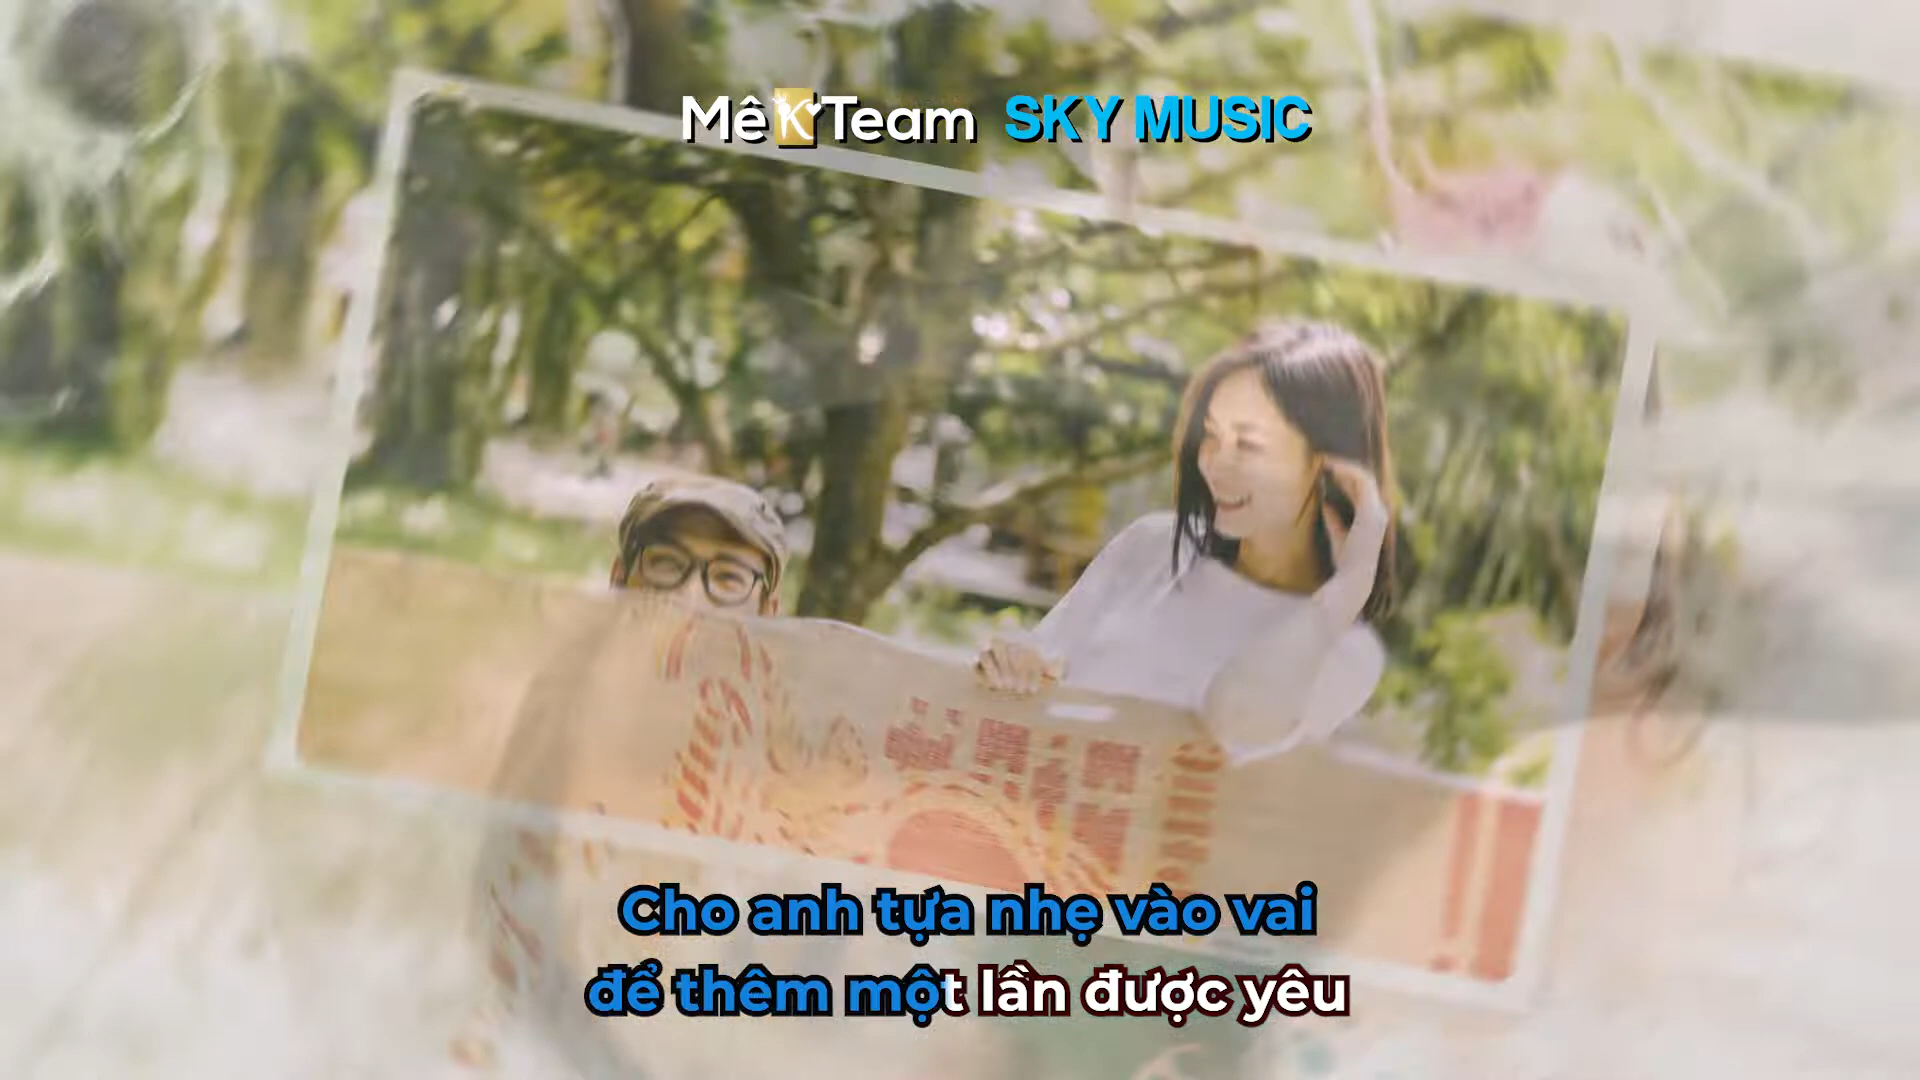 Mê K Team SKY MUSIC
Cho anh tựa nhẹ vào vai
để thêm một lần được yêu